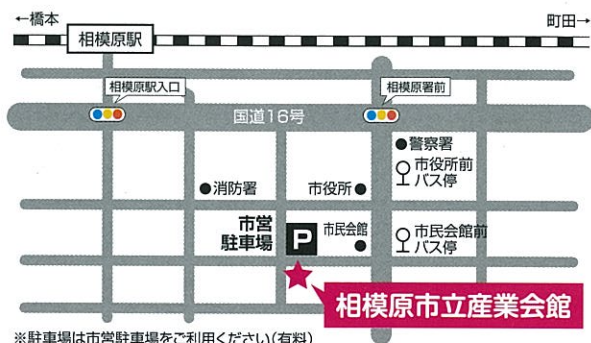 ←橋本
町田→
相模原駅
相模原駅入口
相模原署前
国道16号
●警察署
市役所前
バス停
●消防署
市役所●
市営
駐車場
P
市民会館
●
市民会館前
バス停
相模原市立産業会館
※駐車場は市営駐車場をご利用ください(有料)